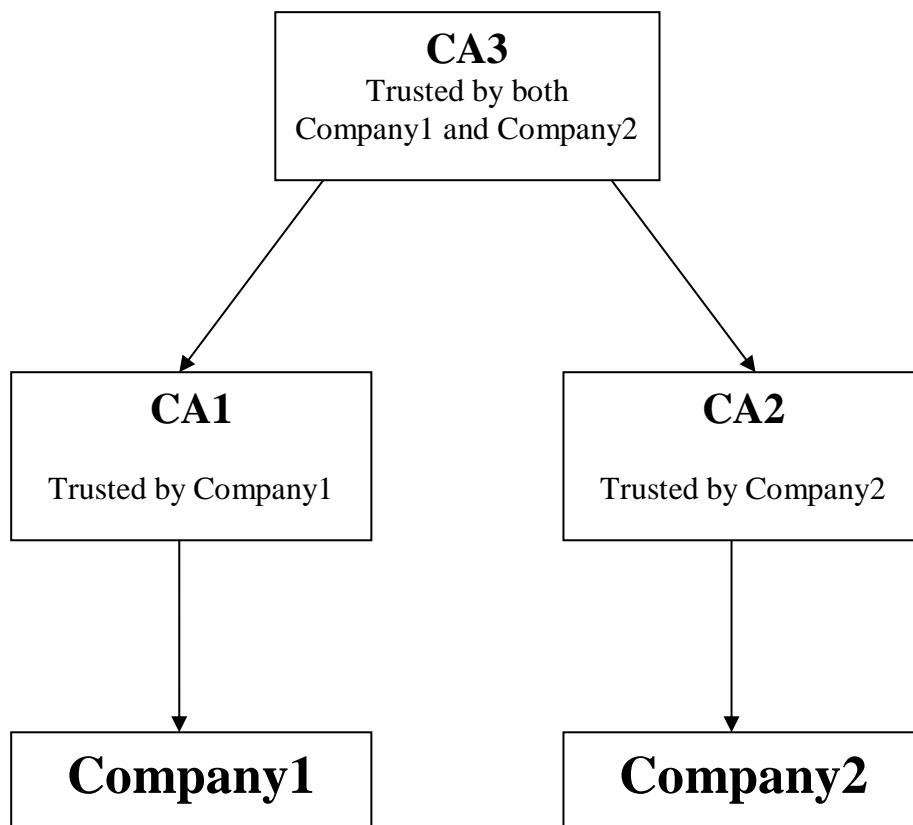 CA3
Trusted by both
Company1 and Company2
CA1
Trusted by Company1
CA2
Trusted by Company2
Company1
Company2